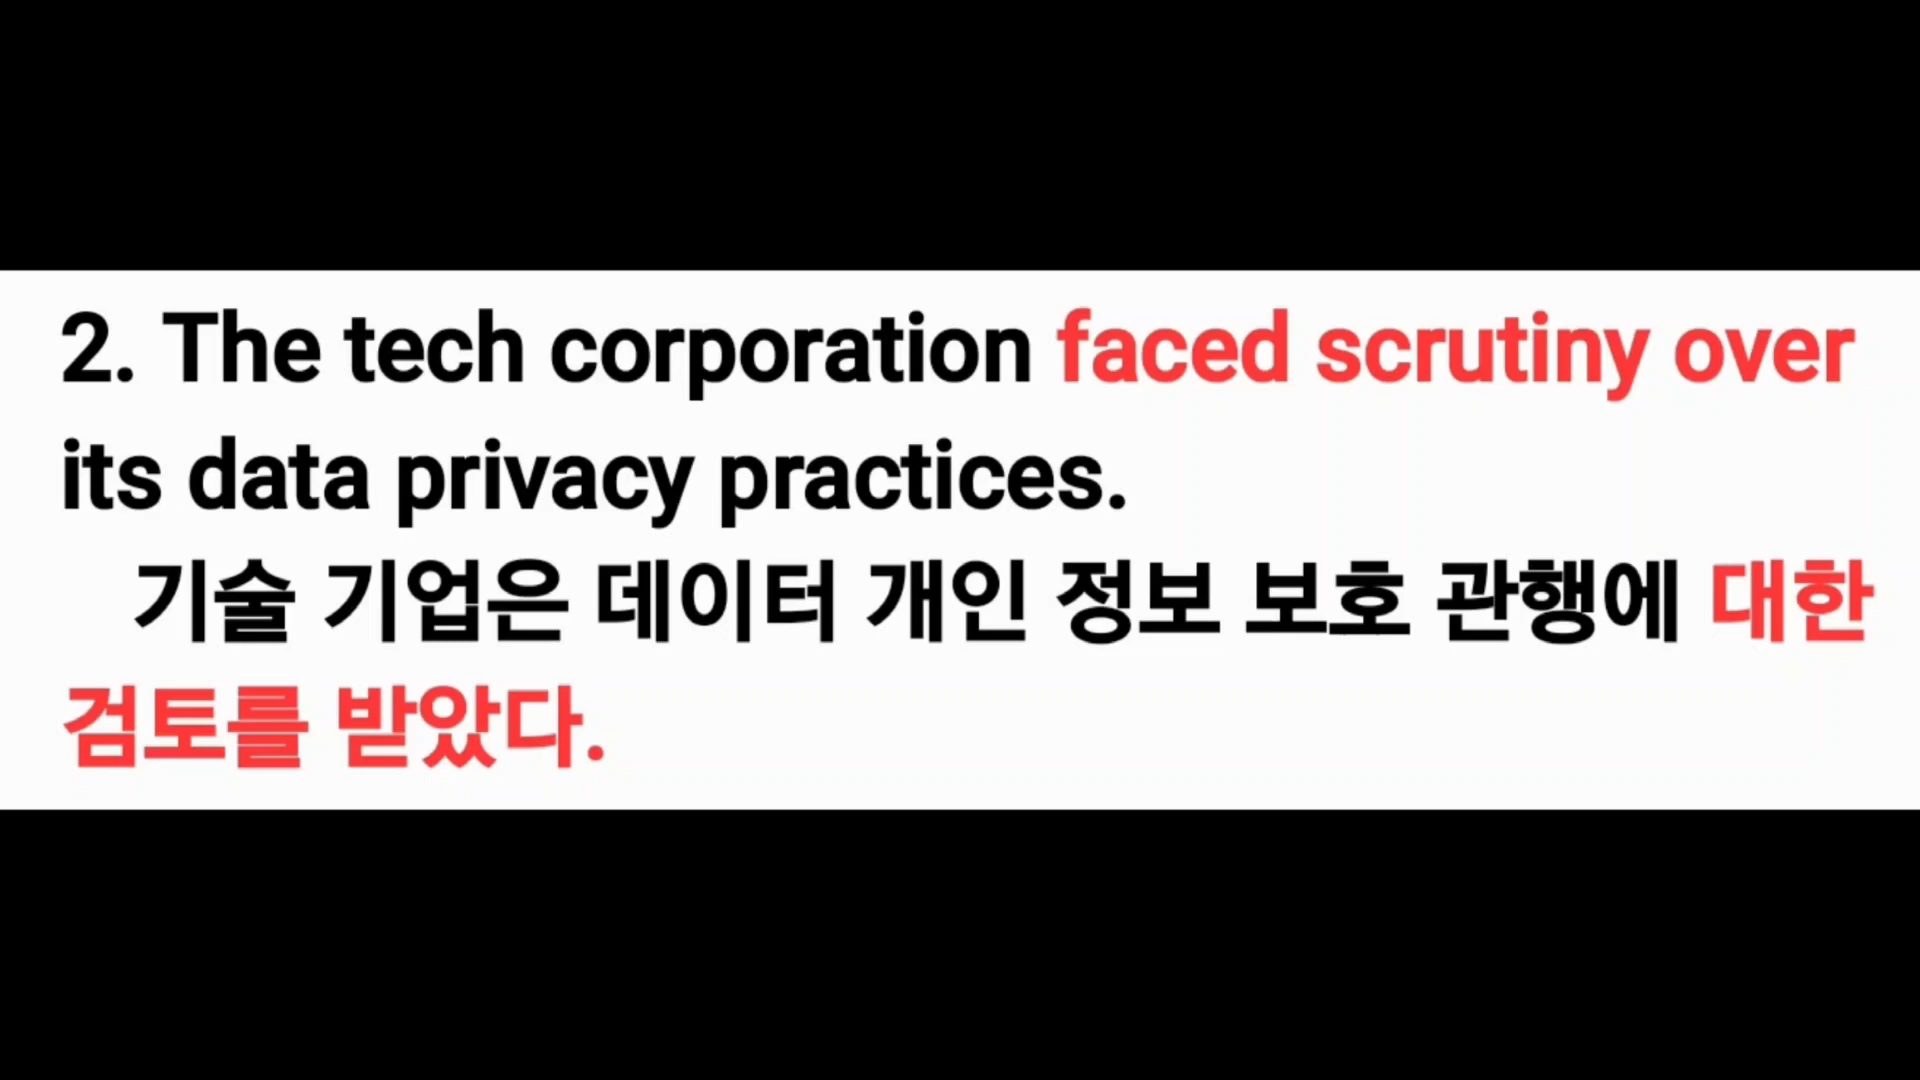 2. The tech corporation faced scrutiny over
its data privacy practices.
기술 기업은 데이터 개인 정보 보호 관행에 대한
검토를 받았다.